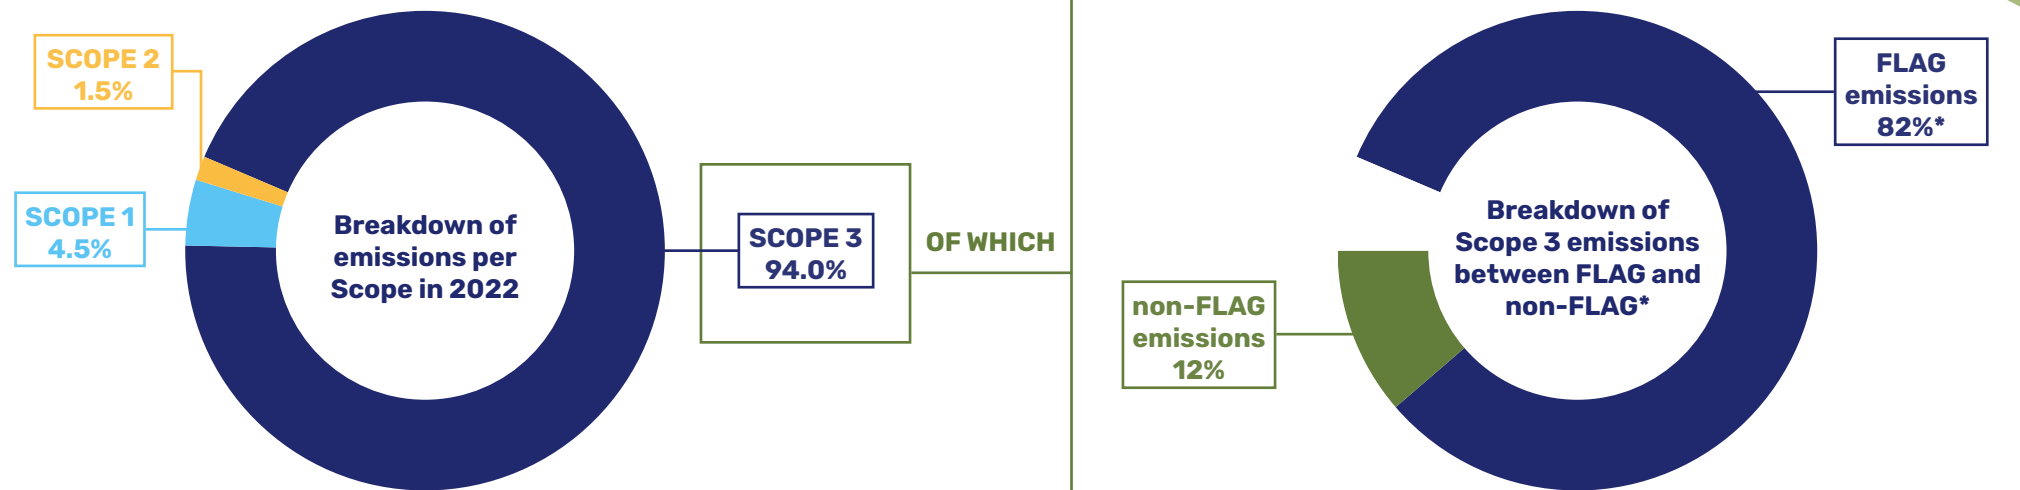 SCOPE 2
1.5%
SCOPE 1
4.5%
Breakdown of
emissions per
Scope in 2022
SCOPE 3
94.0%
OF WHICH
FLAG
emissions
82%*
Breakdown of
Scope 3 emissions
between FLAG and
non-FLAG*
non-FLAG
emissions
12%